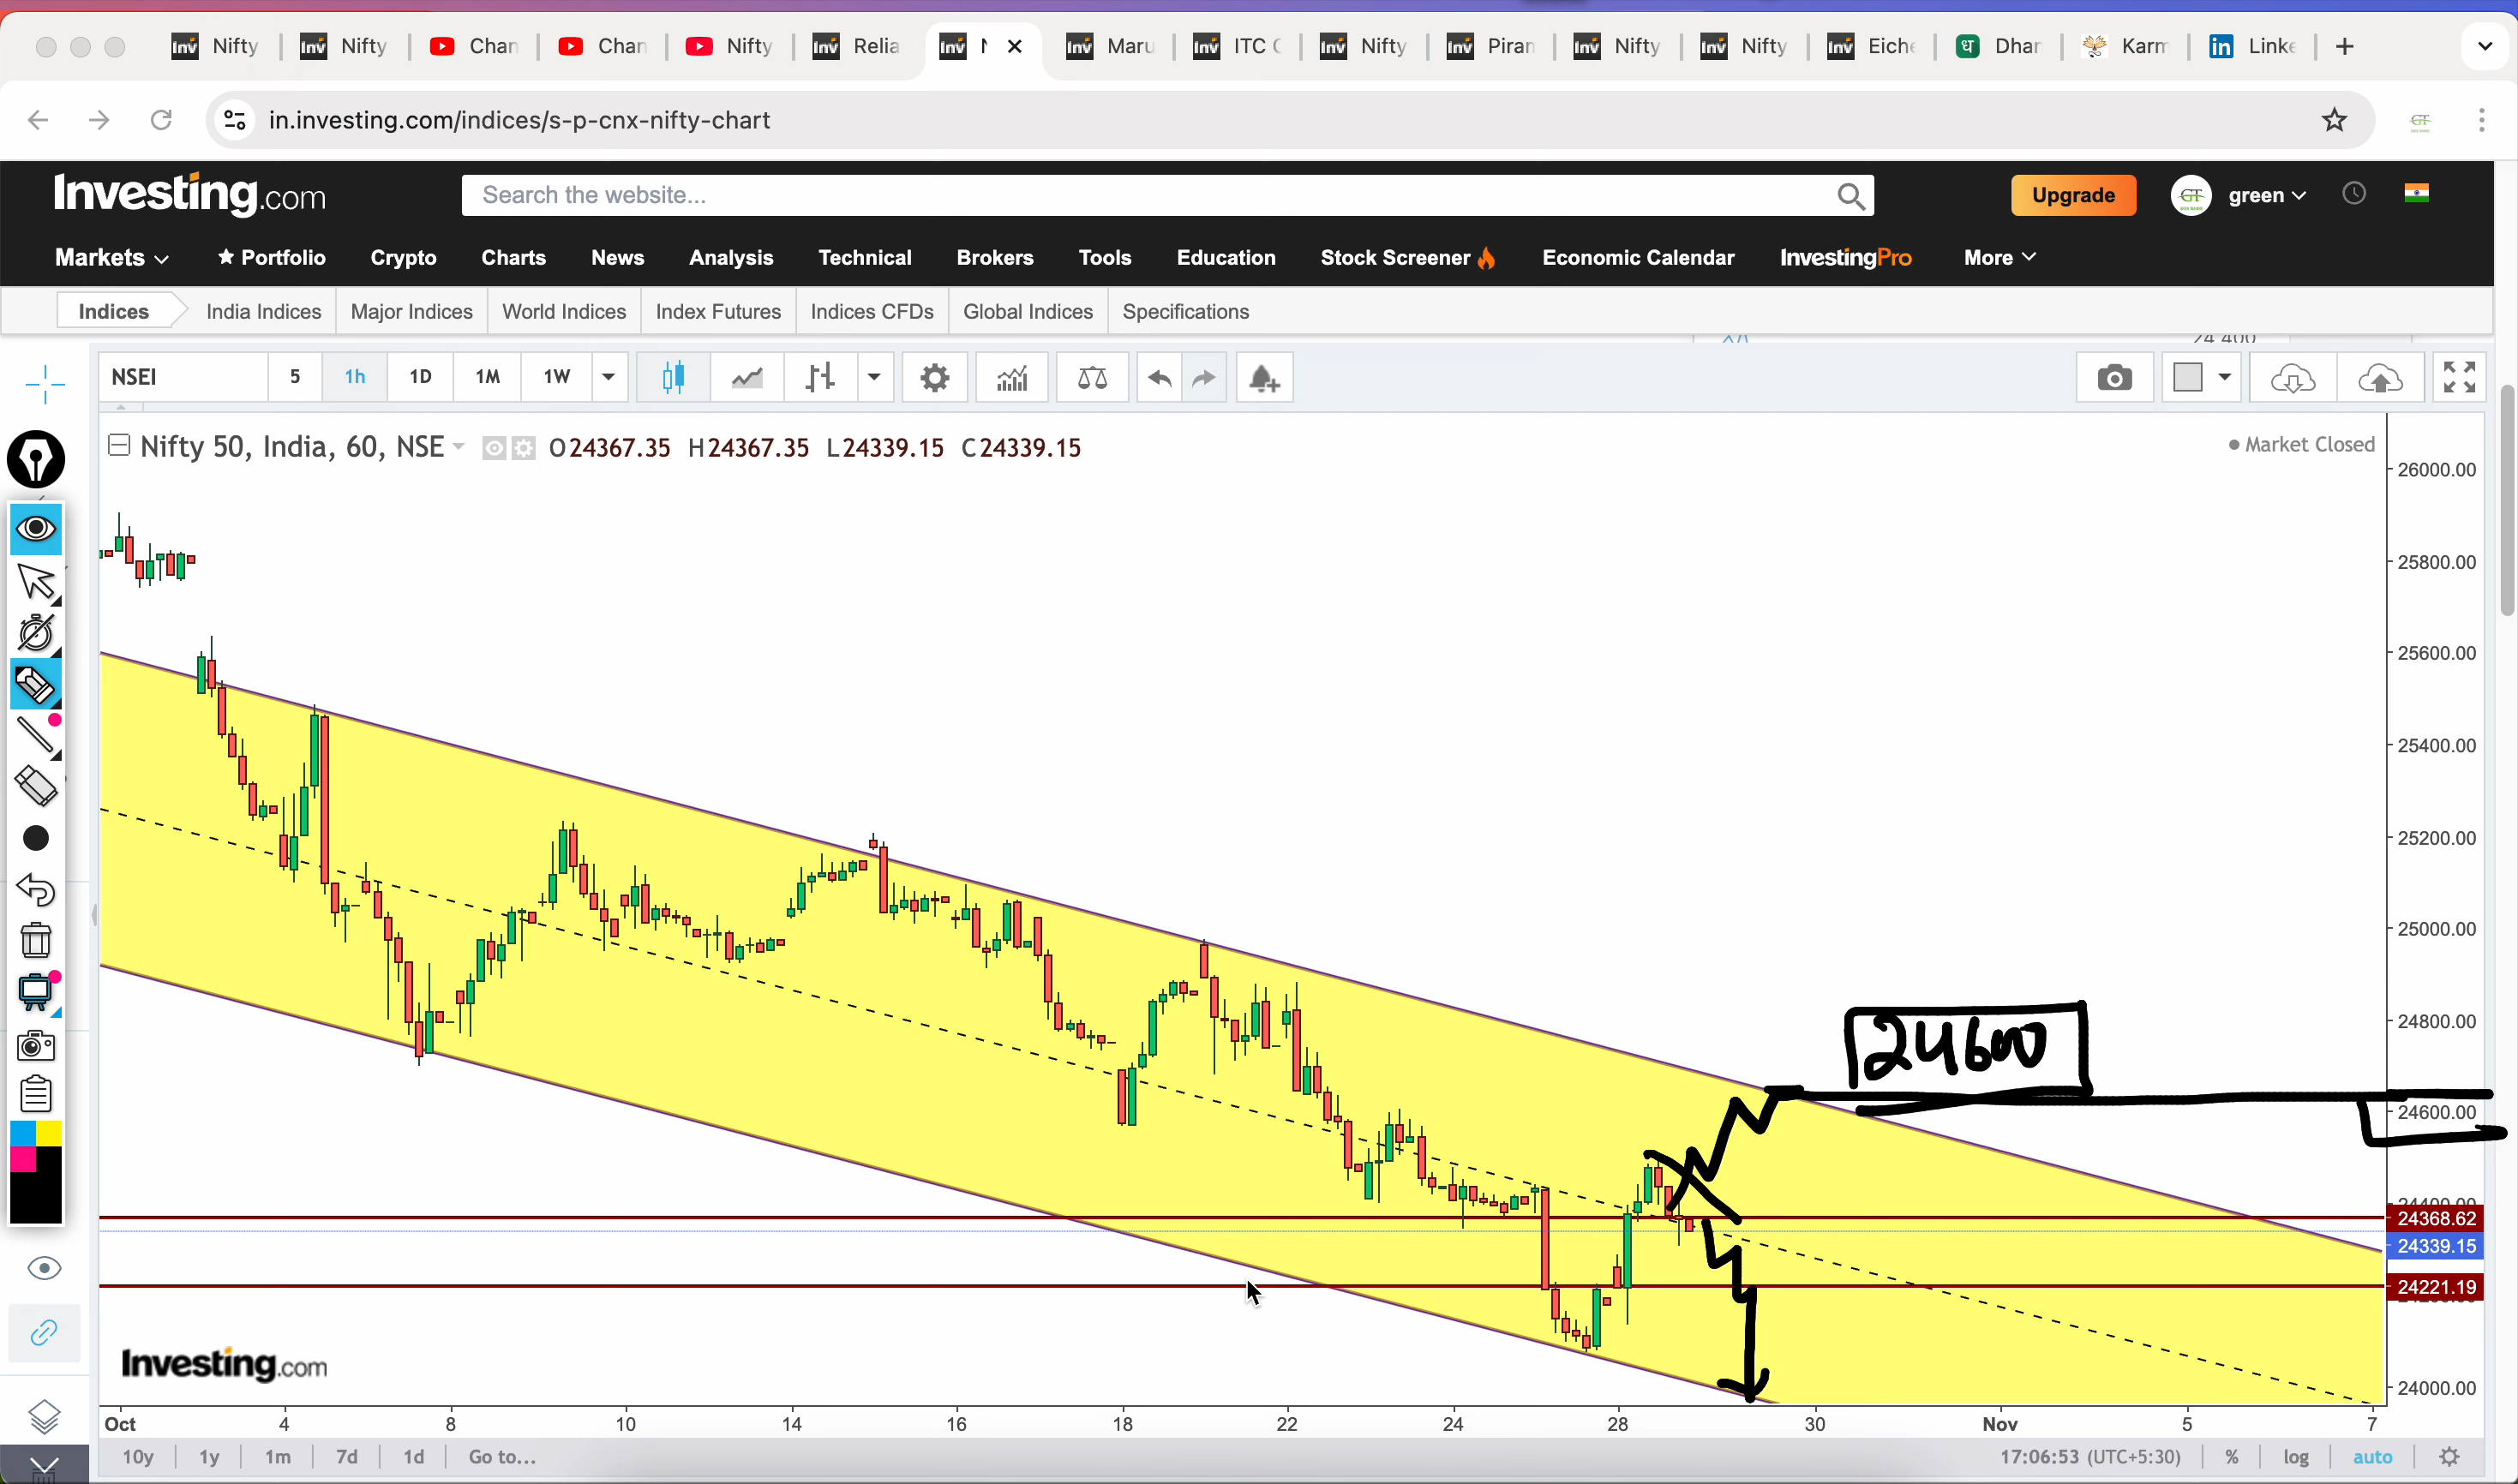 Nifty
Nifty
Chan
Chan
Nifty
Relia
Maru
ITC
Nifty
Piran
Nifty
Nifty
Eiche
Dhar
Karm
Linke
in.investing.com/indices/s-p-cnx-nifty-chart
Investing.com
Search the website...
Upgrade
GT
green
Markets
Portfolio
Crypto
Charts
News
Analysis
Technical
Brokers
Tools
Education
Stock Screener
Economic Calendar
InvestingPro
More
Indices
India Indices
Major Indices
World Indices
Index Futures
Indices CFDs
Global Indices
Specifications
NSEI
5
1h
1D
1M
1W
Nifty 50, India, 60, NSE
O24367.35 H24367.35 L24339.15 C24339.15
Market Closed
26000.00
25800.00
25600.00
25400.00
25200.00
25000.00
24800.00
24600
24600.00
24400.00
24368.62
24339.15
24221.19
24000.00
Investing.com
Oct 4 8 10 14 16 18 22 24 28 30 Nov 5 7
10y 1y 1m 7d 1d Go to...
17:06:53 (UTC+5:30) % log auto